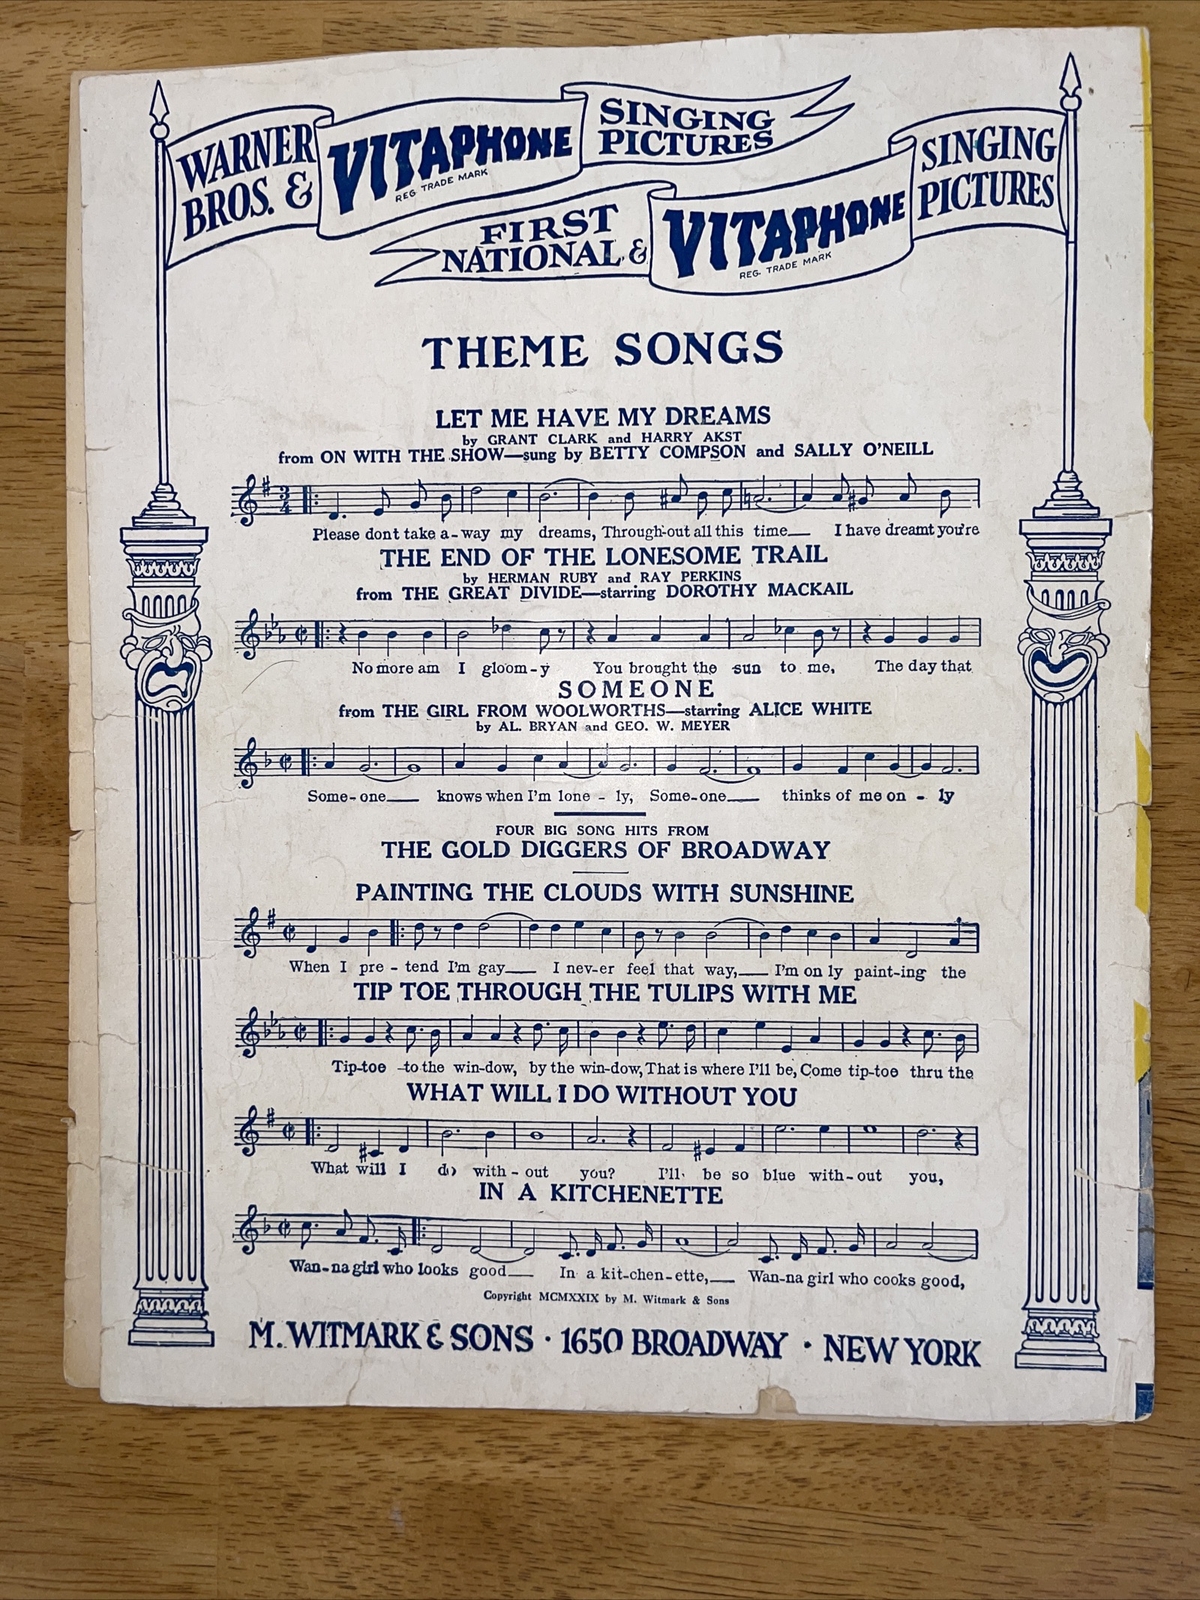 WARNER BROS. & VITAPHONE SINGING PICTURES
REG. TRADE MARK
FIRST NATIONAL & VITAPHONE SINGING PICTURES
REG. TRADE MARK
THEME SONGS
LET ME HAVE MY DREAMS
by GRANT CLARK and HARRY AKST
from ON WITH THE SHOW—sung by BETTY COMPSON and SALLY O'NEILL
3
4
Please dont take a-way my dreams, Through-out all this time___ I have dreamt you're
THE END OF THE LONESOME TRAIL
by HERMAN RUBY and RAY PERKINS
from THE GREAT DIVIDE—starring DOROTHY MACKAIL
No more am I gloom-y You brought the sun to me, The day that
SOMEONE
from THE GIRL FROM WOOLWORTHS—starring ALICE WHITE
by AL. BRYAN and GEO. W. MEYER
Some-one___ knows when I'm lone-ly, Some-one___ thinks of me on-ly
FOUR BIG SONG HITS FROM
THE GOLD DIGGERS OF BROADWAY
PAINTING THE CLOUDS WITH SUNSHINE
When I pre-tend I'm gay___ I nev-er feel that way,___ I'm on ly paint-ing the
TIP TOE THROUGH THE TULIPS WITH ME
Tip-toe -to the win-dow, by the win-dow, That is where I'll be, Come tip-toe thru the
WHAT WILL I DO WITHOUT YOU
What will I do with-out you? I'll be so blue with-out you,
IN A KITCHENETTE
Wan-na girl who looks good___ In a kit-chen-ette,___ Wan-na girl who cooks good,
Copyright MCMXXIX by M. Witmark & Sons
M. WITMARK & SONS · 1650 BROADWAY · NEW YORK